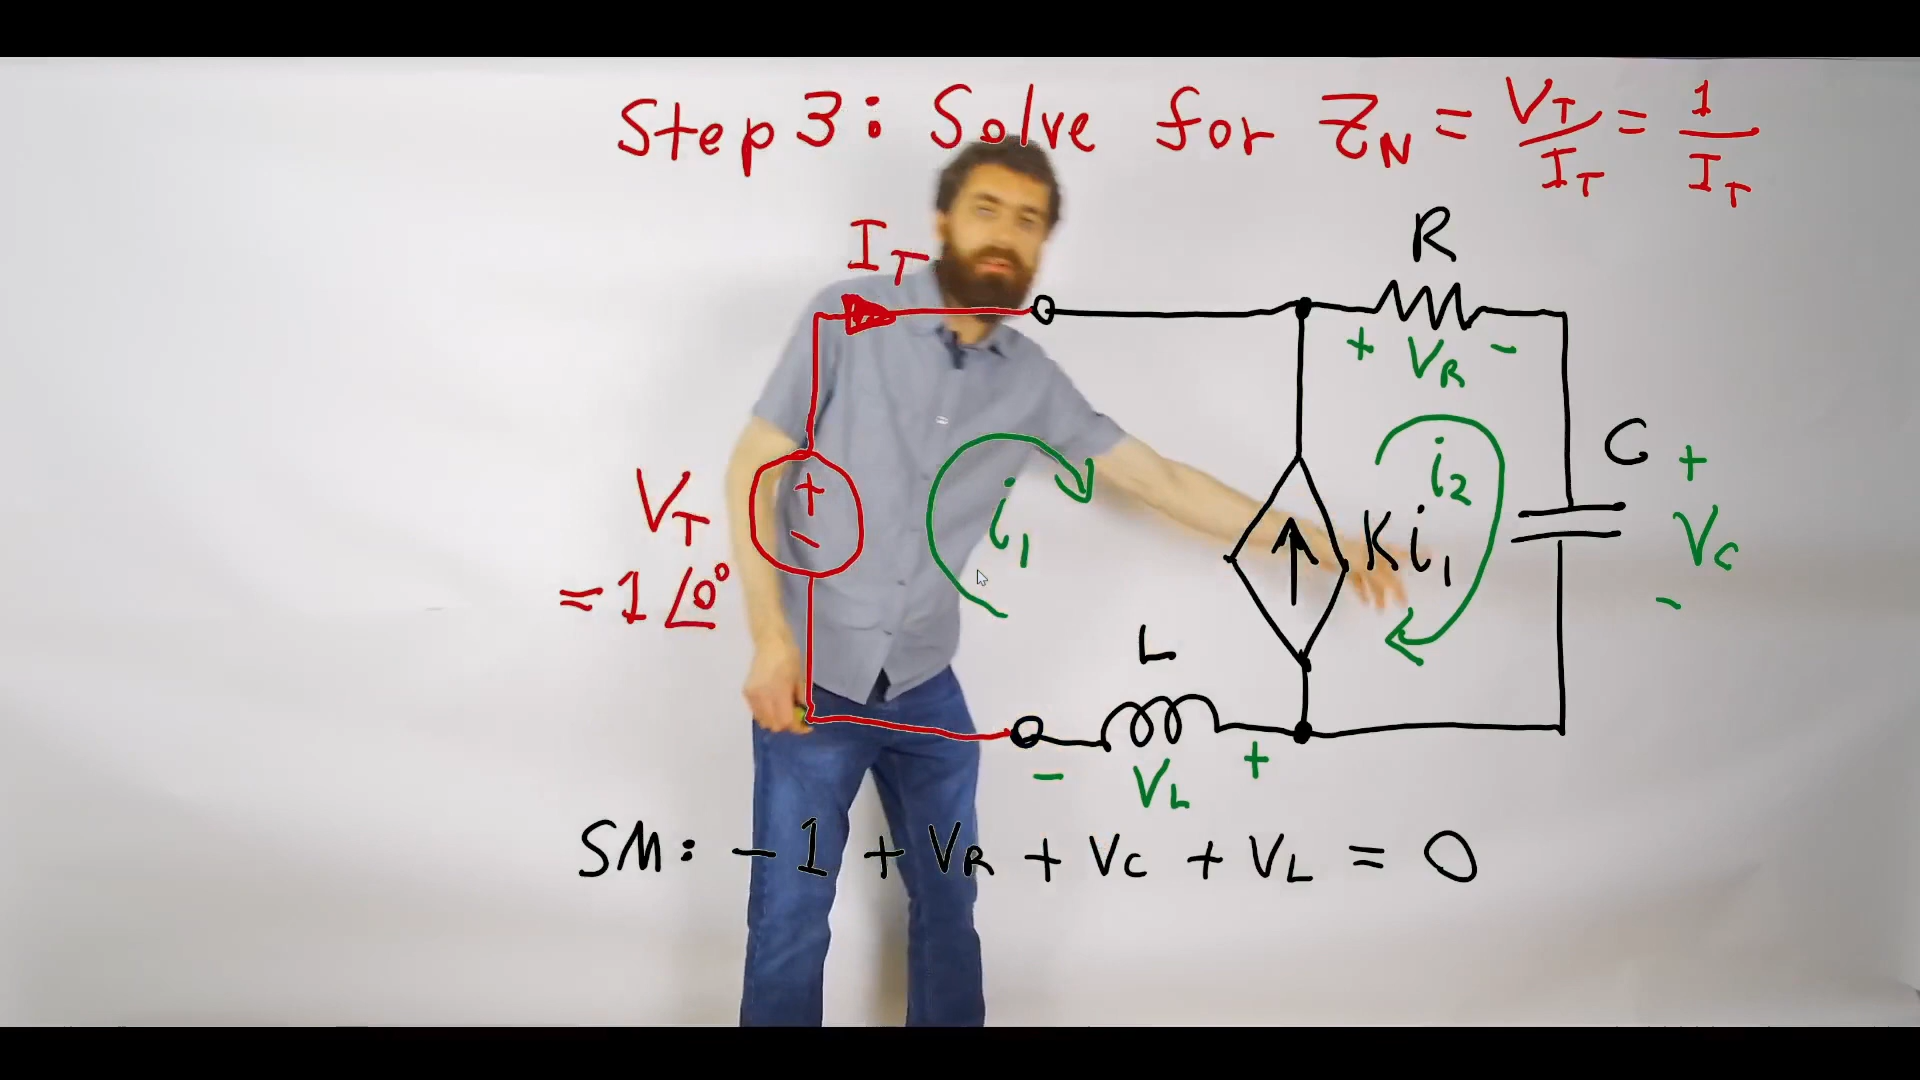 Step 3: Solve for Z_N = V_T / I_T = 1 / I_T
R
I_T
+ V_R -
C
+
V_C
-
i_2
i_1
K i_1
V_T
+
-
= 1 ∠0°
L
- V_L +
SM: - 1 + V_R + V_C + V_L = 0